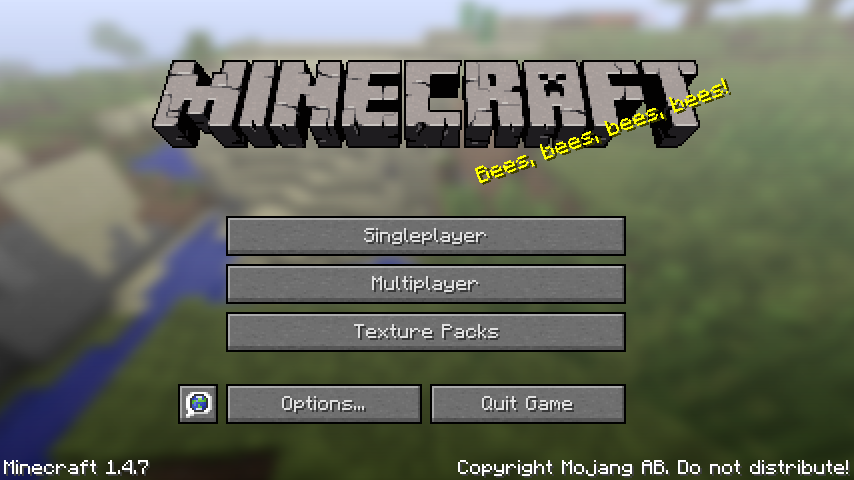 MINECRAFT
Bees, bees, bees, bees!
Singleplayer
Multiplayer
Texture Packs
Options... Quit Game
Minecraft 1.4.7 Copyright Mojang AB. Do not distribute!